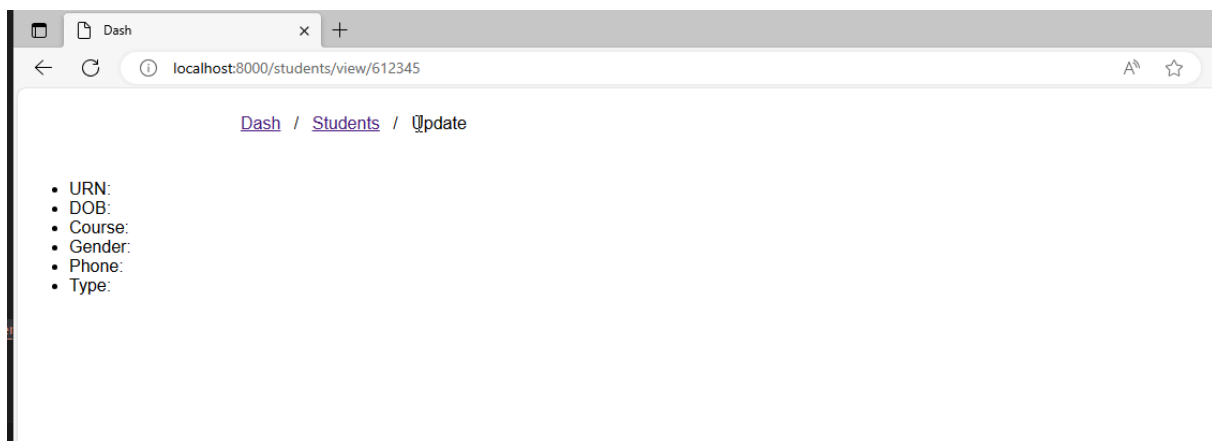 Dash
localhost:8000/students/view/612345
Dash / Students / Update
URN:
DOB:
Course:
Gender:
Phone:
Type: